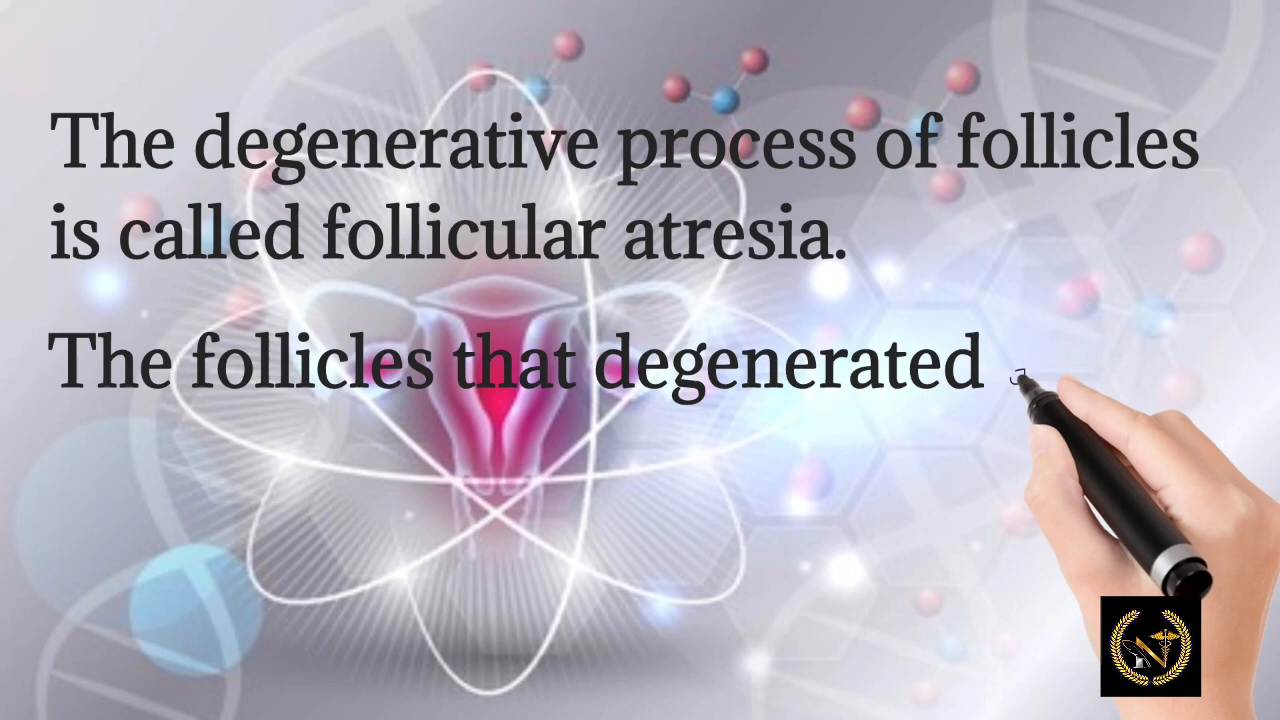 The degenerative process of follicles
is called follicular atresia.
The follicles that degenerated